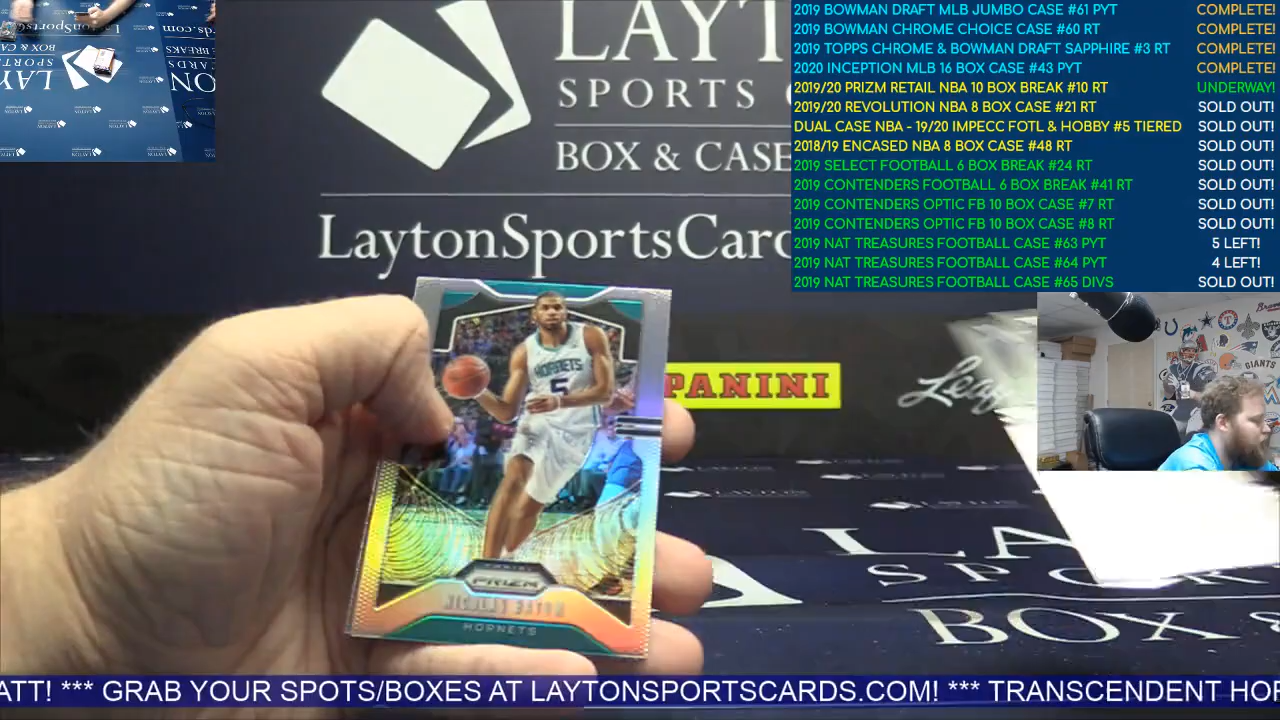 2019 BOWMAN DRAFT MLB JUMBO CASE #61 PYT COMPLETE!
2019 BOWMAN CHROME CHOICE CASE #60 RT COMPLETE!
2019 TOPPS CHROME & BOWMAN DRAFT SAPPHIRE #3 RT COMPLETE!
2020 INCEPTION MLB 16 BOX CASE #43 PYT COMPLETE!
2019/20 PRIZM RETAIL NBA 10 BOX BREAK #10 RT UNDERWAY!
2019/20 REVOLUTION NBA 8 BOX CASE #21 RT SOLD OUT!
DUAL CASE NBA - 19/20 IMPECC FOTL & HOBBY #5 TIERED SOLD OUT!
2018/19 ENCASED NBA 8 BOX CASE #48 RT SOLD OUT!
2019 SELECT FOOTBALL 6 BOX BREAK #24 RT SOLD OUT!
2019 CONTENDERS FOOTBALL 6 BOX BREAK #41 RT SOLD OUT!
2019 CONTENDERS OPTIC FB 10 BOX CASE #7 RT SOLD OUT!
2019 CONTENDERS OPTIC FB 10 BOX CASE #8 RT SOLD OUT!
2019 NAT TREASURES FOOTBALL CASE #63 PYT 5 LEFT!
2019 NAT TREASURES FOOTBALL CASE #64 PYT 4 LEFT!
2019 NAT TREASURES FOOTBALL CASE #65 DIVS SOLD OUT!
LAYT
SPORTS
BOX & CASE
LaytonSportsCard
PANINI
Leaf
HORNETS
5
PANINI
PRIZM
HORNETS
GIANTS
LA
SPOR
BOX &
ATT! *** GRAB YOUR SPOTS/BOXES AT LAYTONSPORTSCARDS.COM! *** TRANSCENDENT HO